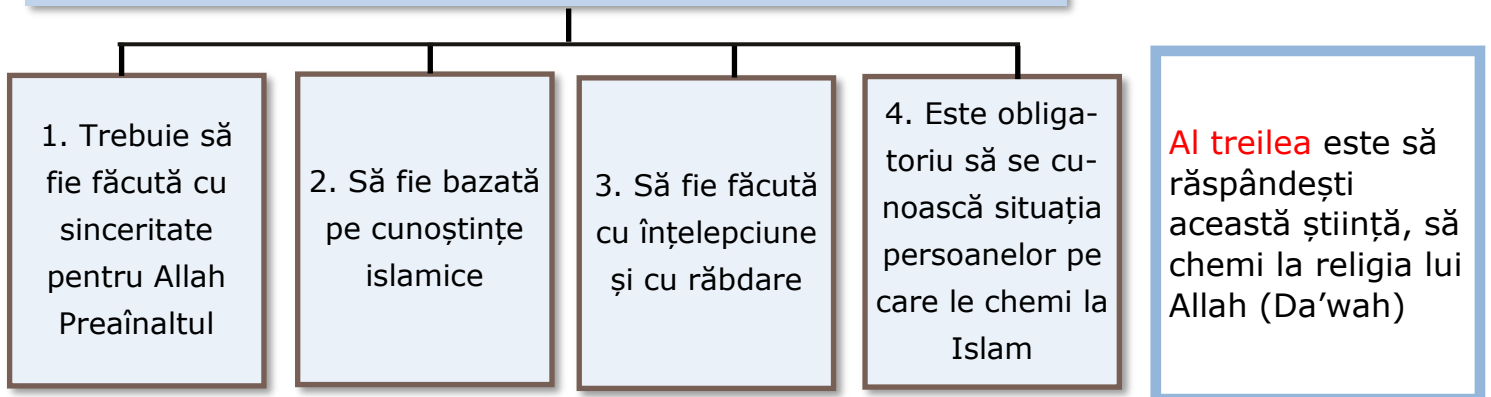 1. Trebuie să
fie făcută cu
sinceritate
pentru Allah
Preaînaltul
2. Să fie bazată
pe cunoștințe
islamice
3. Să fie făcută
cu înțelepciune
și cu răbdare
4. Este obliga-
toriu să se cu-
noască situația
persoanelor pe
care le chemi la
Islam
Al treilea este să
răspândești
această știință, să
chemi la religia lui
Allah (Da’wah)